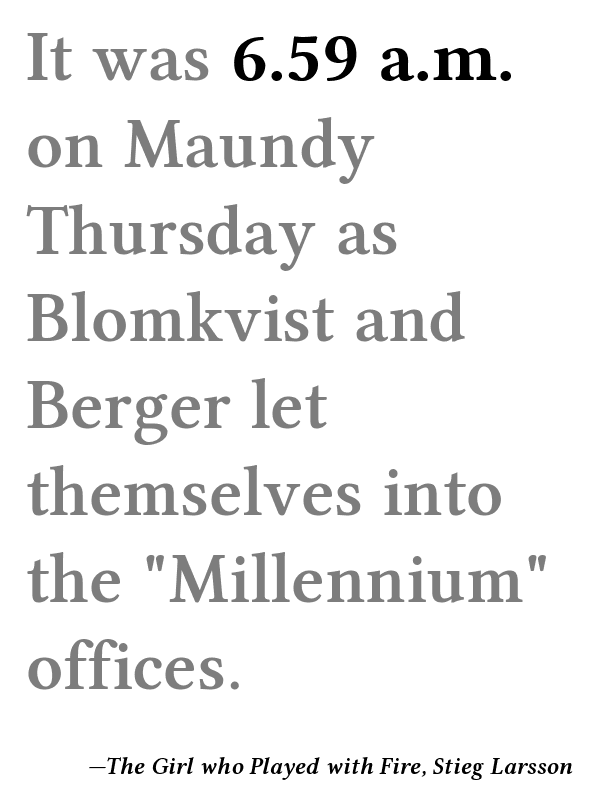 It was 6.59 a.m.
on Maundy
Thursday as
Blomkvist and
Berger let
themselves into
the "Millennium"
offices.
—The Girl who Played with Fire, Stieg Larsson